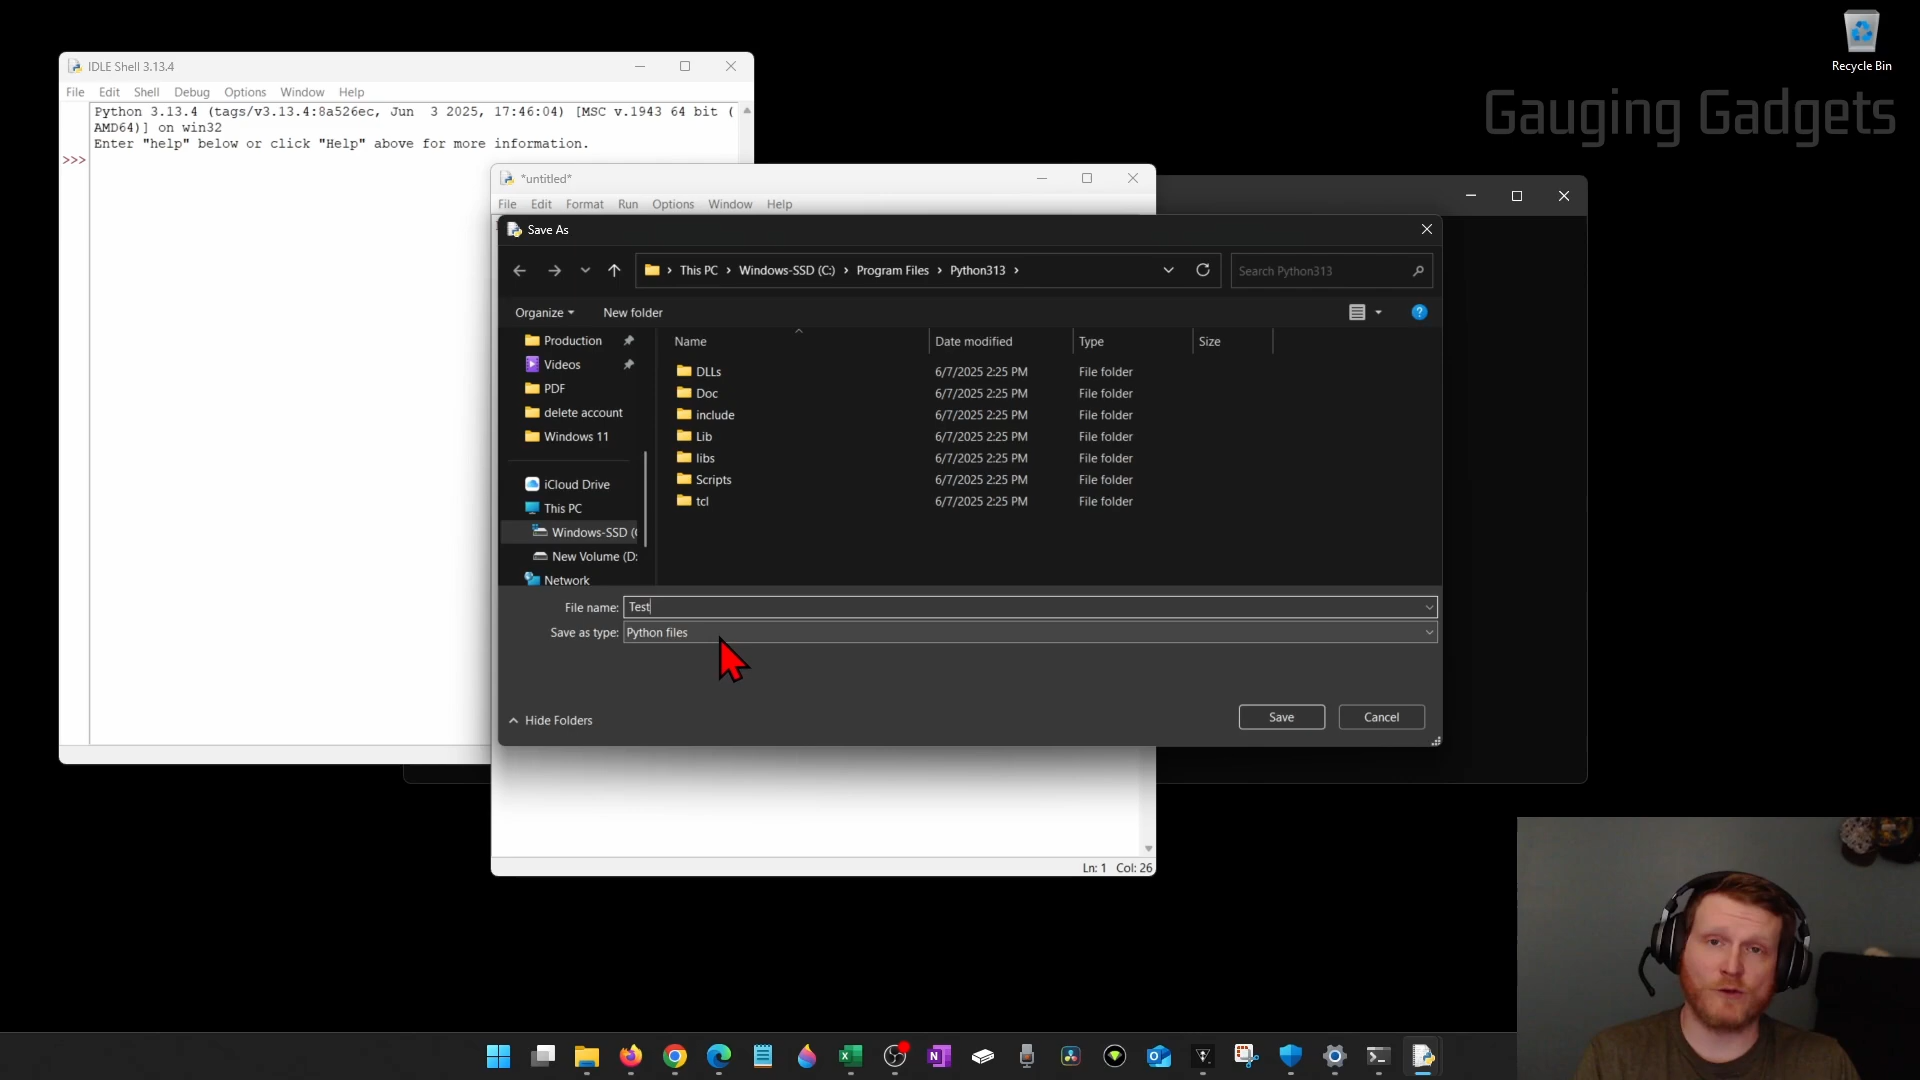 Recycle Bin
Gauging Gadgets
IDLE Shell 3.13.4
File Edit Shell Debug Options Window Help
Python 3.13.4 (tags/v3.13.4:8a526ec, Jun  3 2025, 17:46:04) [MSC v.1943 64 bit (
AMD64)] on win32
Enter "help" below or click "Help" above for more information.
>>>
*untitled*
File Edit Format Run Options Window Help
Save As
This PC › Windows-SSD (C:) › Program Files › Python313 ›
Search Python313
Organize New folder
Production
Videos
PDF
delete account
Windows 11
iCloud Drive
This PC
Windows-SSD (
New Volume (D:
Network
Name Date modified Type Size
DLLs 6/7/2025 2:25 PM File folder
Doc 6/7/2025 2:25 PM File folder
include 6/7/2025 2:25 PM File folder
Lib 6/7/2025 2:25 PM File folder
libs 6/7/2025 2:25 PM File folder
Scripts 6/7/2025 2:25 PM File folder
tcl 6/7/2025 2:25 PM File folder
File name: Test
Save as type: Python files
Hide Folders
Save Cancel
Ln: 1 Col: 26